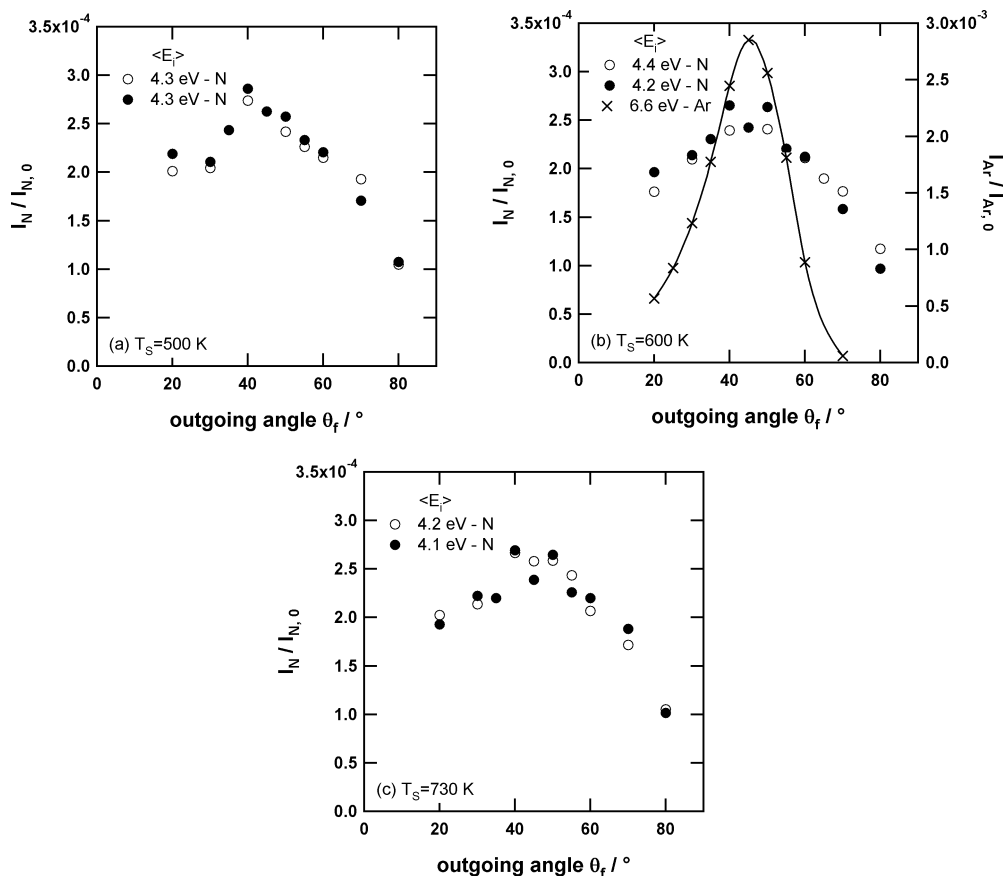 3.5x10⁻⁴
3.0
2.5
2.0
1.5
1.0
0.5
0.0
0
20
40
60
80
I_N / I_N, 0
outgoing angle θ_f / °
<E_i>
4.3 eV - N
4.3 eV - N
(a) T_S=500 K
3.5x10⁻⁴
3.0
2.5
2.0
1.5
1.0
0.5
0.0
0
20
40
60
80
I_N / I_N, 0
outgoing angle θ_f / °
<E_i>
4.4 eV - N
4.2 eV - N
6.6 eV - Ar
(b) T_S=600 K
3.0x10⁻³
2.5
2.0
1.5
1.0
0.5
0.0
I_Ar / I_Ar, 0
3.5x10⁻⁴
3.0
2.5
2.0
1.5
1.0
0.5
0.0
0
20
40
60
80
I_N / I_N, 0
outgoing angle θ_f / °
<E_i>
4.2 eV - N
4.1 eV - N
(c) T_S=730 K